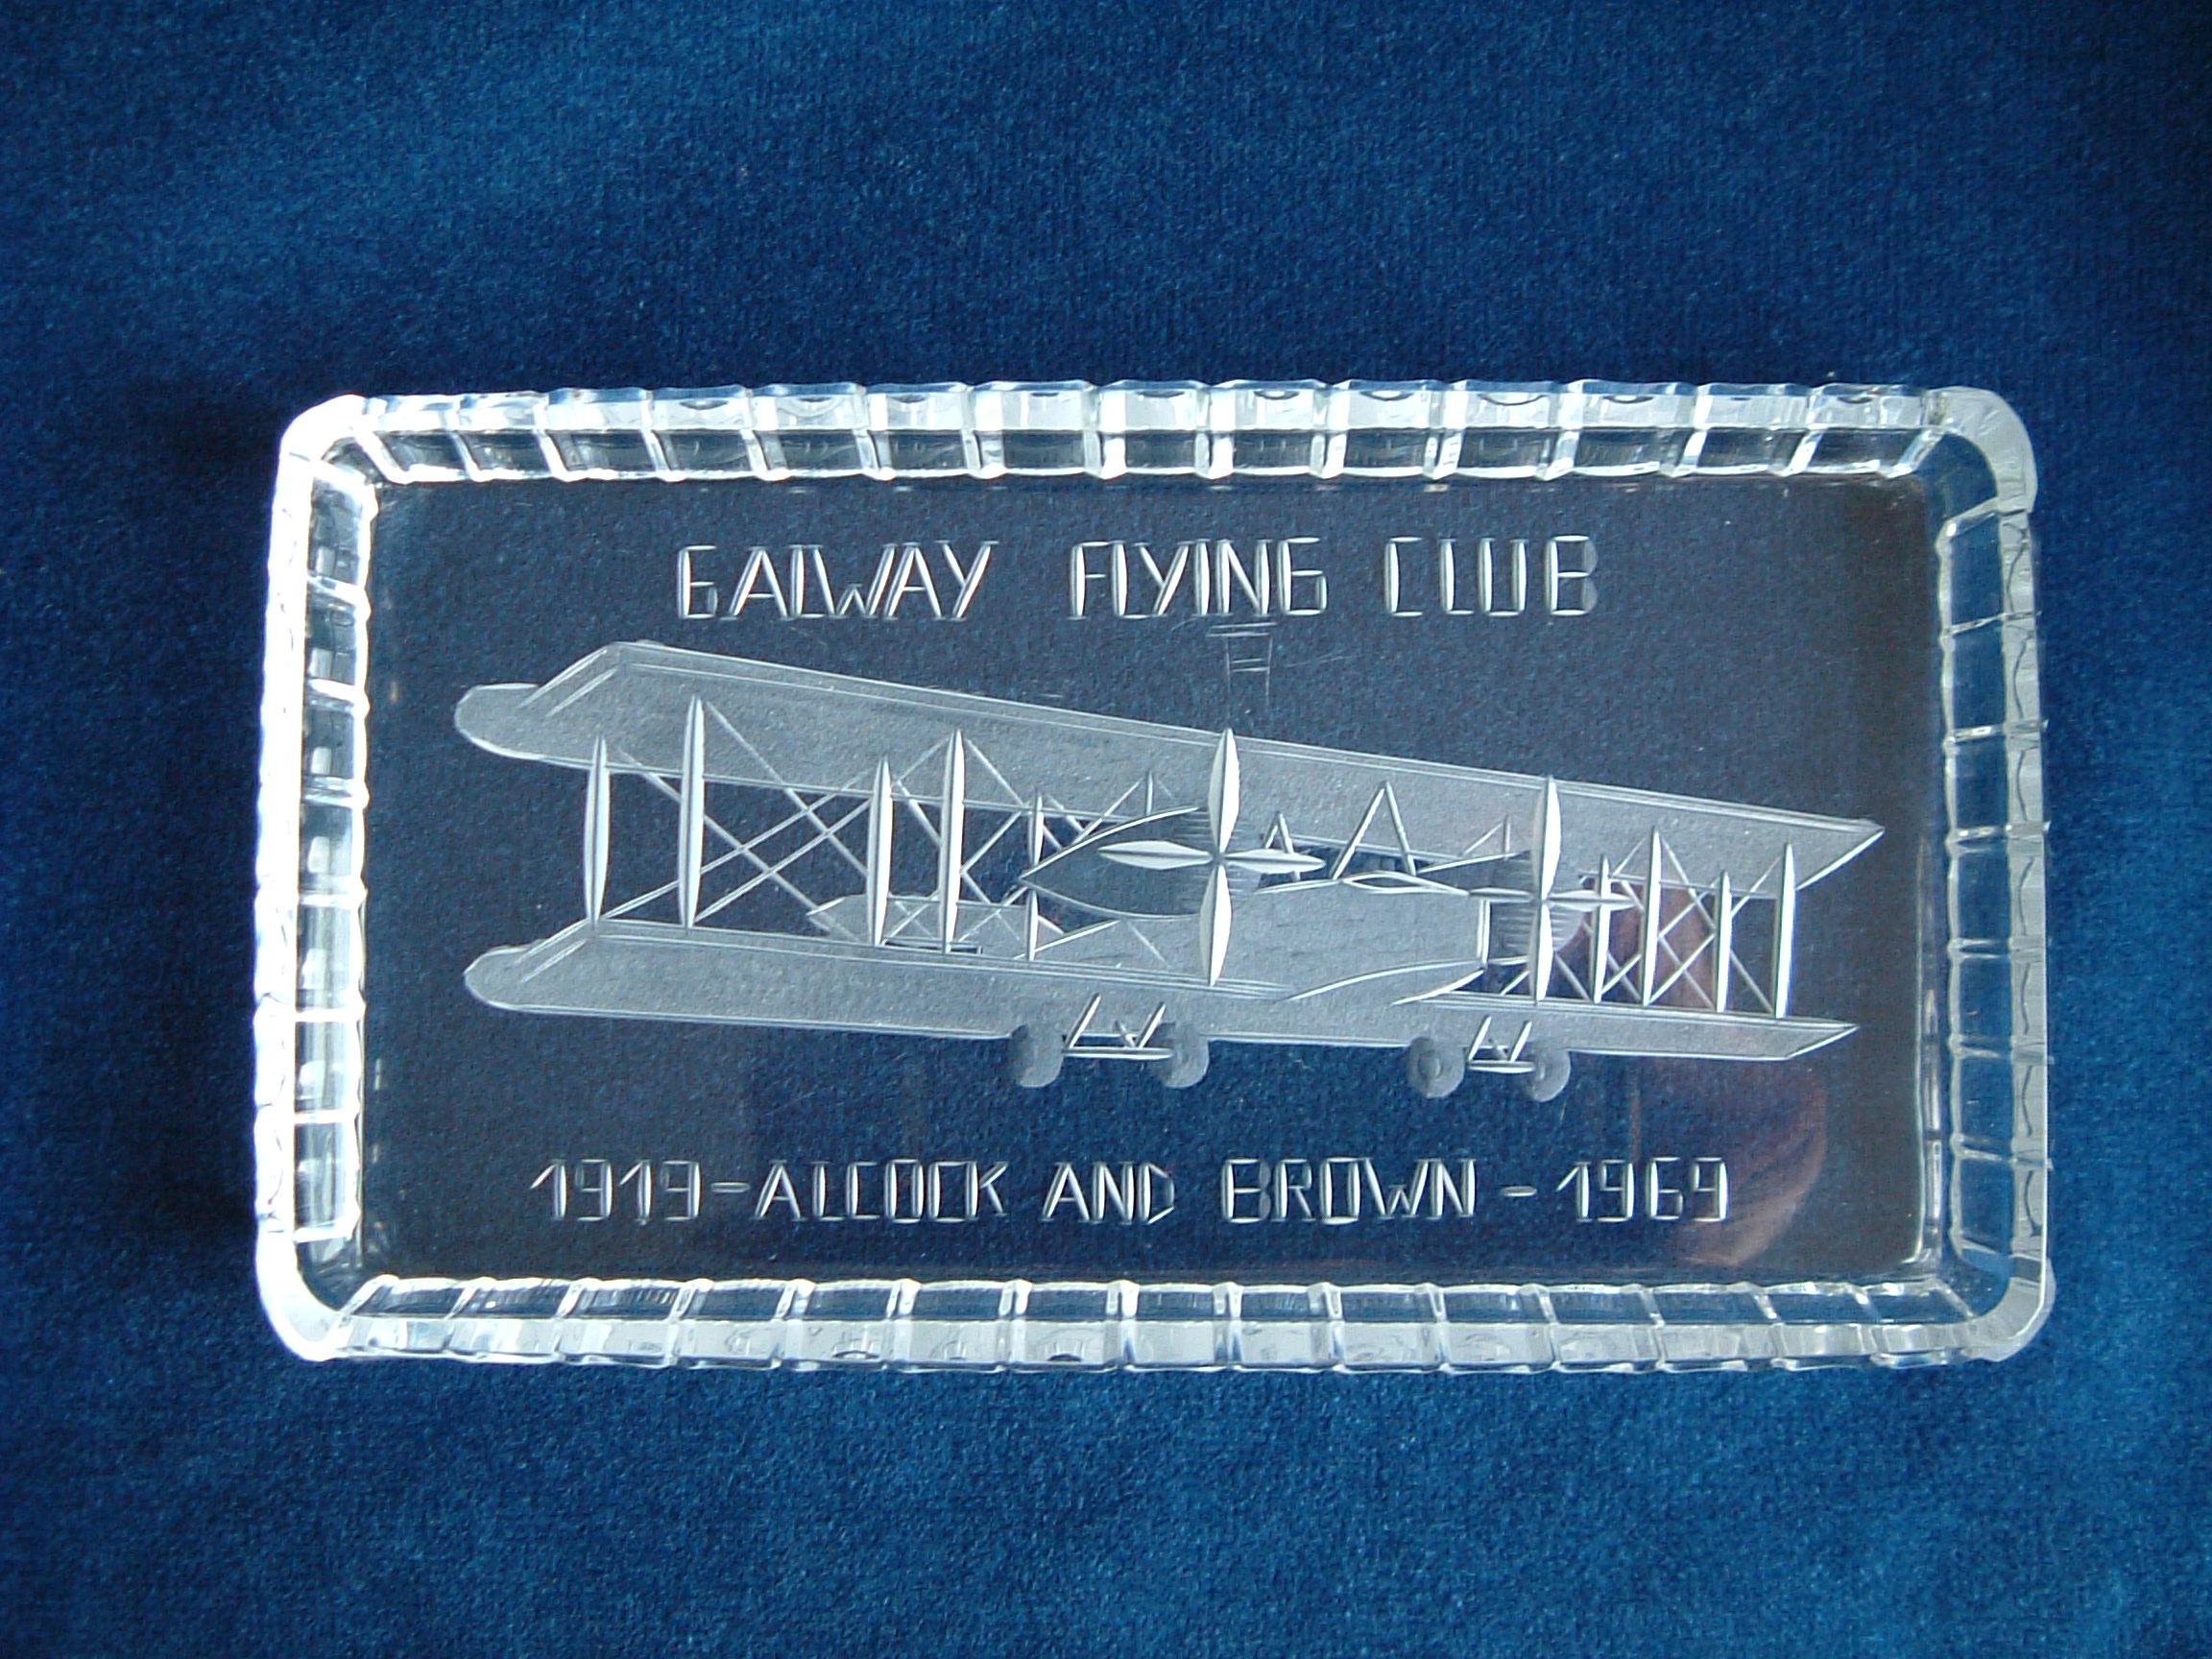 GALWAY FLYING CLUB
1919-ALCOCK AND BROWN-1969